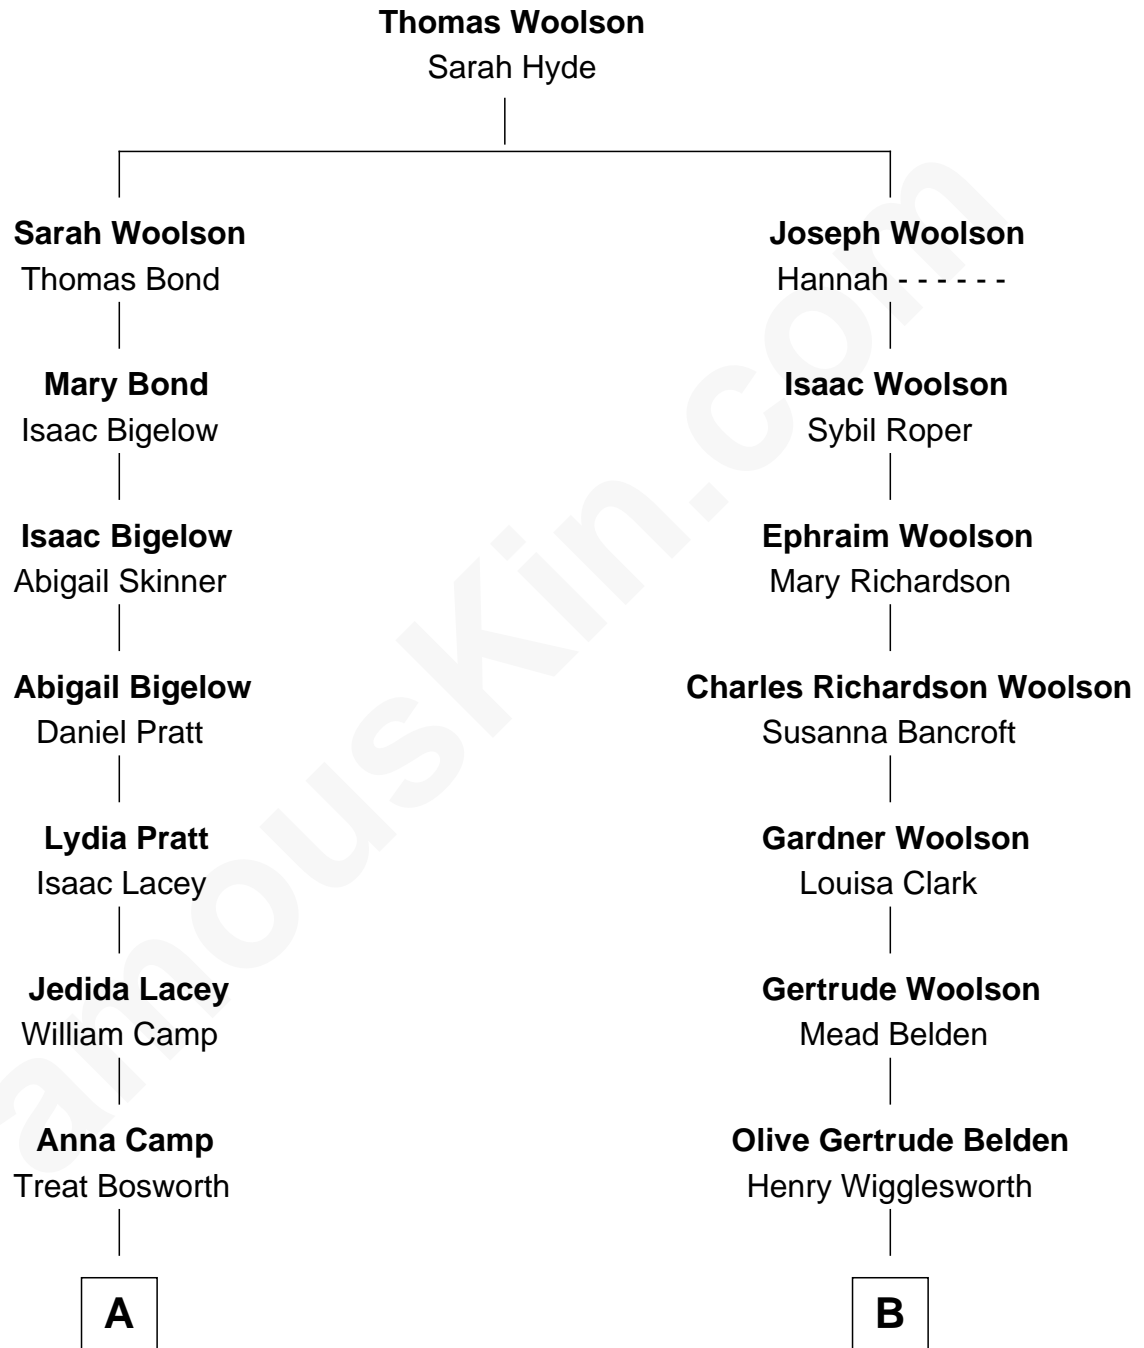 Thomas Woolson
Sarah Hyde
Sarah Woolson
Thomas Bond
Joseph Woolson
Hannah - - - - - -
Mary Bond
Isaac Bigelow
Isaac Woolson
Sybil Roper
Isaac Bigelow
Abigail Skinner
Ephraim Woolson
Mary Richardson
Abigail Bigelow
Daniel Pratt
Charles Richardson Woolson
Susanna Bancroft
Lydia Pratt
Isaac Lacey
Gardner Woolson
Louisa Clark
Jedida Lacey
William Camp
Gertrude Woolson
Mead Belden
Anna Camp
Treat Bosworth
Olive Gertrude Belden
Henry Wigglesworth
A
B
amouskin.com